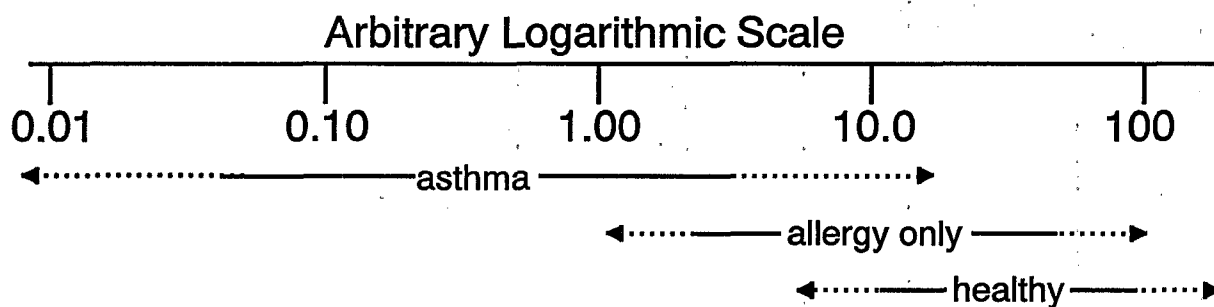 Arbitrary Logarithmic Scale
0.01 0.10 1.00 10.0 100
asthma
allergy only
healthy